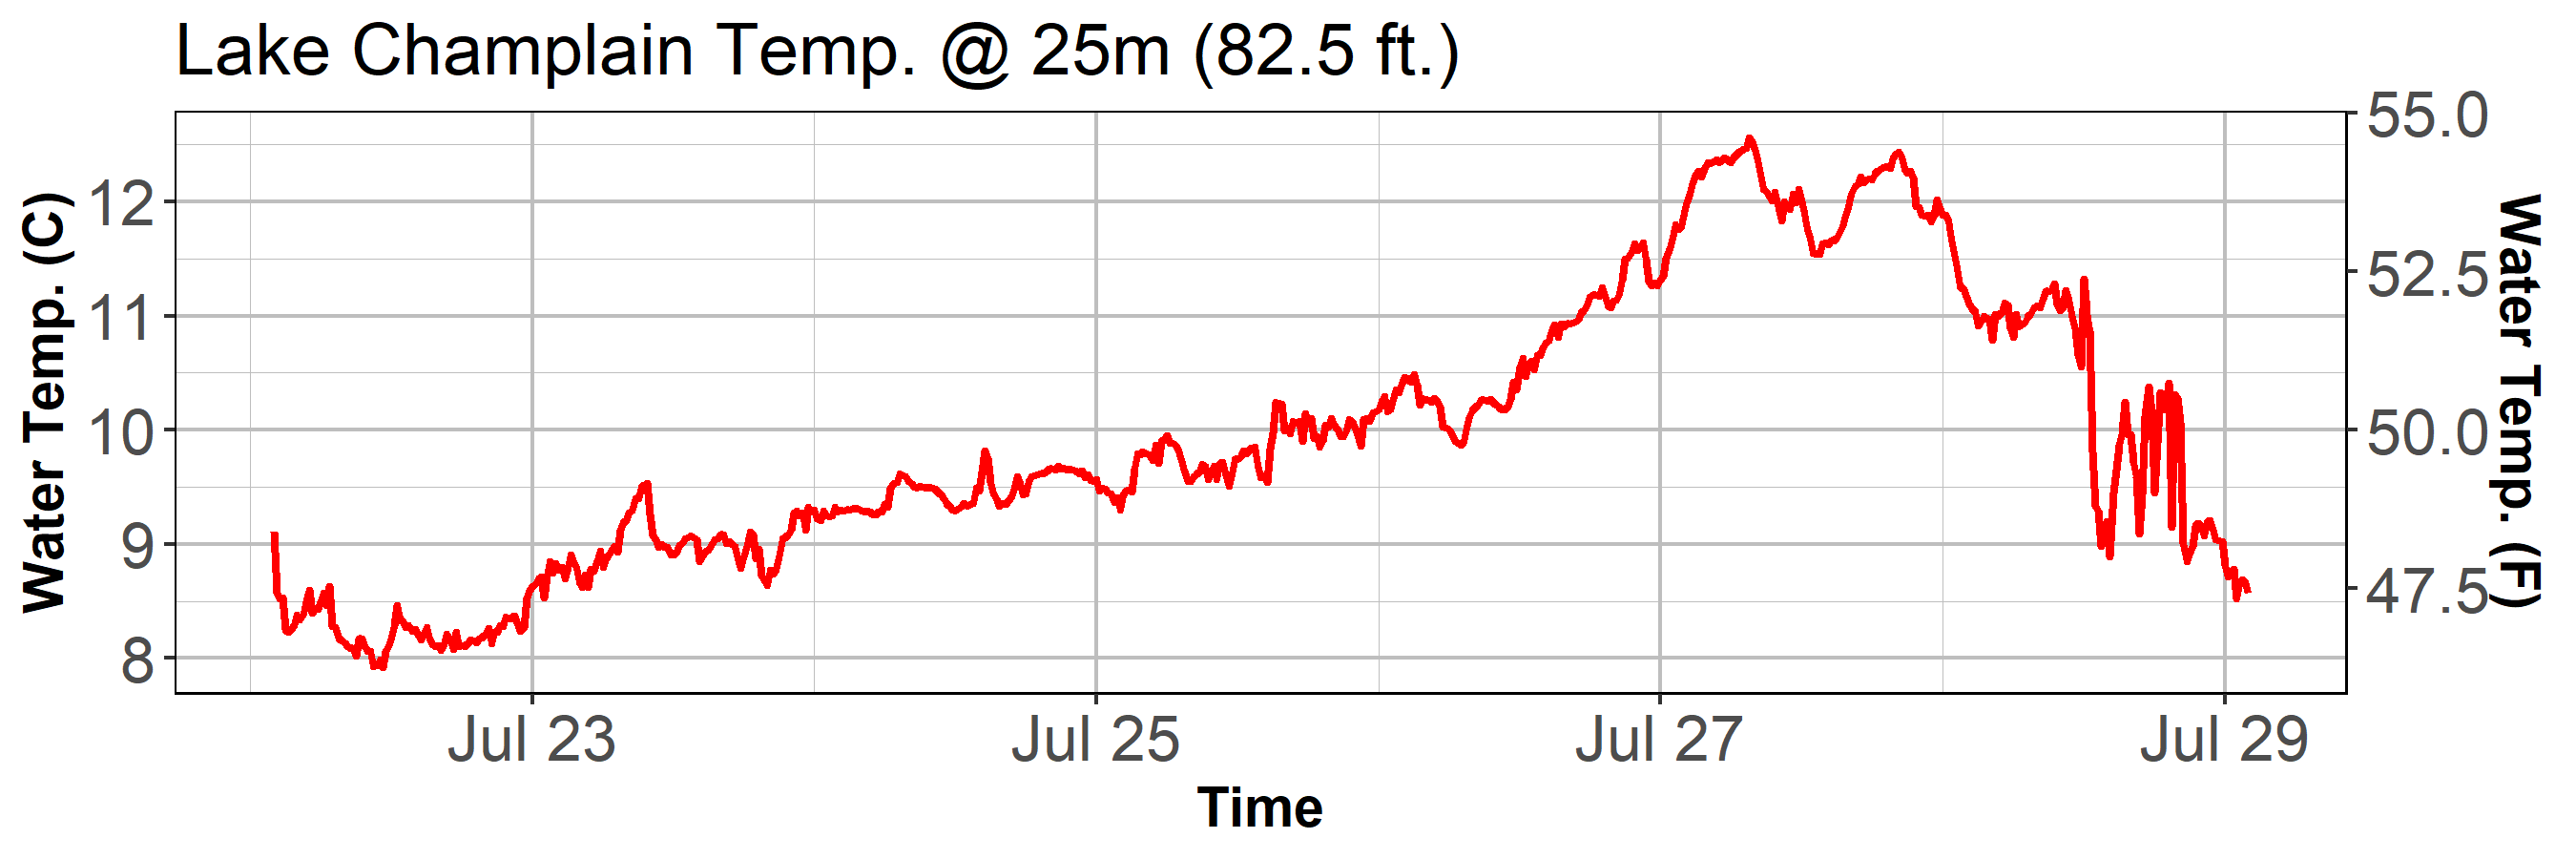 Lake Champlain Temp. @ 25m (82.5 ft.)
Water Temp. (C)
12
11
10
9
8
55.0
52.5
50.0
47.5
Water Temp. (F)
Jul 23
Jul 25
Jul 27
Jul 29
Time